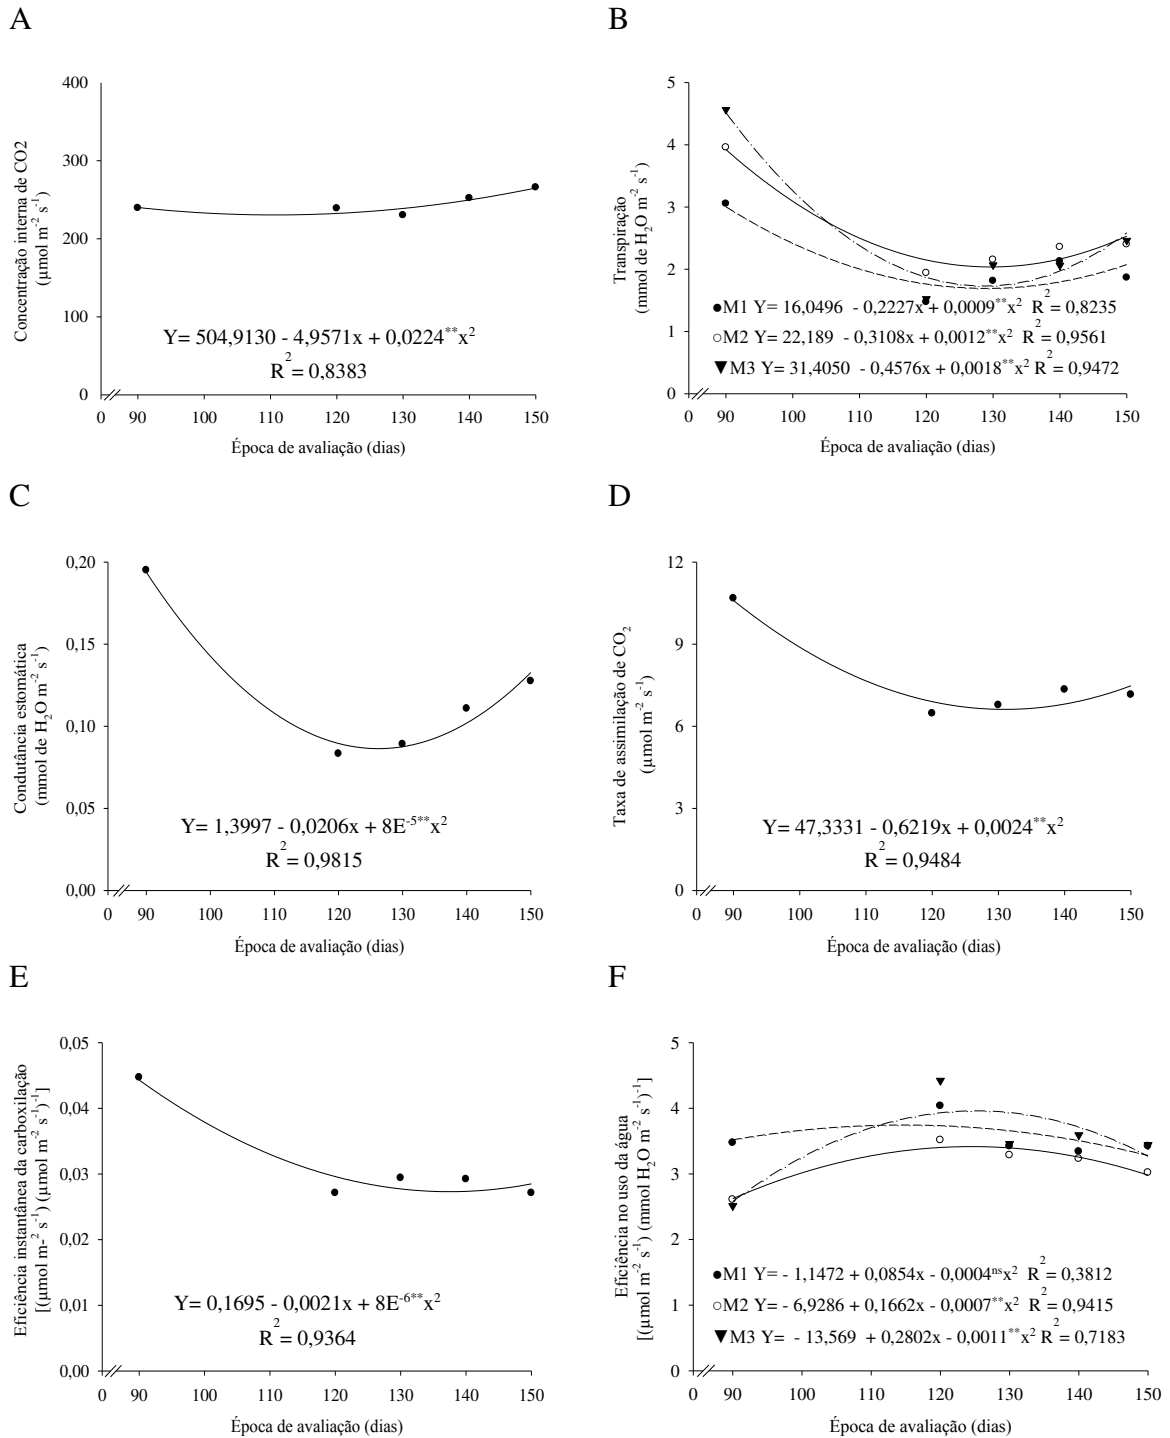 A
Concentração interna de CO2
(µmol m⁻² s⁻¹)
400
300
200
100
0
Y= 504,9130 - 4,9571x + 0,0224**x²
R² = 0,8383
0 90 100 120 130 140 150
Época de avaliação (dias)
B
Transpiração
(mmol de H₂O m⁻² s⁻¹)
5
4
3
2
1
0
M1 Y= 16,0496 - 0,2227x + 0,0009**x² R² = 0,8235
M2 Y= 22,189 - 0,3108x + 0,0012**x² R² = 0,9561
M3 Y= 31,4050 - 0,4576x + 0,0018**x² R² = 0,9472
0 90 100 120 130 140 150
Época de avaliação (dias)
C
Condutância estomática
(mmol de H₂O m⁻² s⁻¹)
0,20
0,15
0,10
0,05
0,00
Y= 1,3997 - 0,0206x + 8E⁻⁵**x²
R² = 0,9815
0 90 100 110 120 130 140 150
Época de avaliação (dias)
D
Taxa de assimilação de CO₂
(µmol m⁻² s⁻¹)
12
9
6
3
0
Y= 47,3331 - 0,6219x + 0,0024**x²
R² = 0,9484
0 90 100 110 120 130 140 150
Época de avaliação (dias)
E
Eficiência instantânea da carboxilação
[(µmol m-² s⁻¹) (µmol m⁻² s⁻¹)⁻¹]
0,05
0,04
0,03
0,02
0,01
0,00
Y= 0,1695 - 0,0021x + 8E⁻⁶**x²
R² = 0,9364
0 90 100 110 120 130 140 150
Época de avaliação (dias)
F
Eficiência no uso da água
[(µmol m⁻² s⁻¹) (mmol H₂O m⁻² s⁻¹)⁻¹]
5
4
3
2
1
0
M1 Y= - 1,1472 + 0,0854x - 0,0004ⁿˢx² R² = 0,3812
M2 Y= - 6,9286 + 0,1662x - 0,0007**x² R² = 0,9415
M3 Y= - 13,569 + 0,2802x - 0,0011**x² R² = 0,7183
0 90 100 110 120 130 140 150
Época de avaliação (dias)